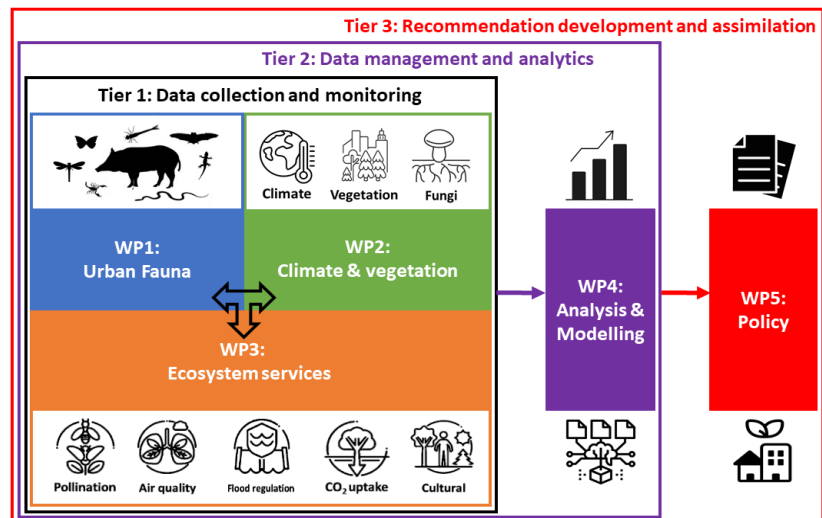 Tier 3: Recommendation development and assimilation
Tier 2: Data management and analytics
Tier 1: Data collection and monitoring
Climate
Vegetation
Fungi
WP1:
Urban Fauna
WP2:
Climate & vegetation
WP3:
Ecosystem services
Pollination
Air quality
Flood regulation
CO₂ uptake
Cultural
WP4:
Analysis &
Modelling
WP5:
Policy